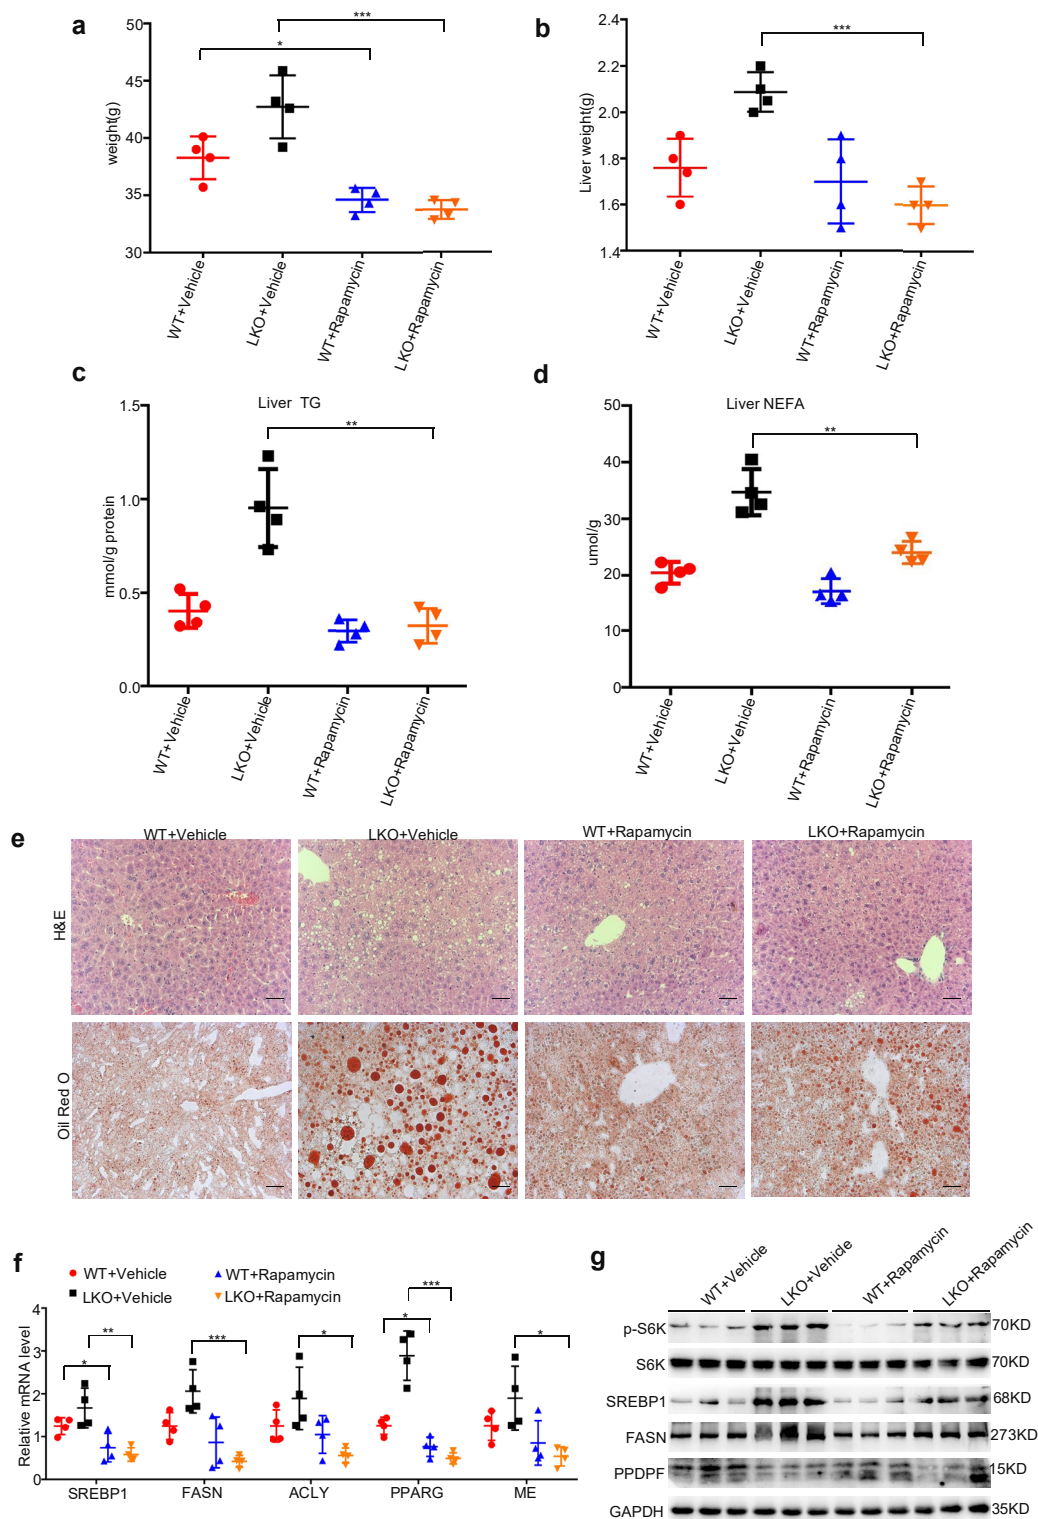 a
***
*
50
45
40
35
30
weight(g)
WT+Vehicle
LKO+Vehicle
WT+Rapamycin
LKO+Rapamycin
b
***
2.4
2.2
2.0
1.8
1.6
1.4
Liver weight(g)
WT+Vehicle
LKO+Vehicle
WT+Rapamycin
LKO+Rapamycin
c
Liver TG
**
1.5
1.0
0.5
0.0
mmol/g protein
WT+Vehicle
LKO+Vehicle
WT+Rapamycin
LKO+Rapamycin
d
Liver NEFA
**
50
40
30
20
10
0
umol/g
WT+Vehicle
LKO+Vehicle
WT+Rapamycin
LKO+Rapamycin
e
WT+Vehicle LKO+Vehicle WT+Rapamycin LKO+Rapamycin
H&E
Oil Red O
f
WT+Vehicle WT+Rapamycin
LKO+Vehicle LKO+Rapamycin
***
** *** * * *
*
4
3
2
1
0
Relative mRNA level
SREBP1 FASN ACLY PPARG ME
g
WT+Vehicle LKO+Vehicle WT+Rapamycin LKO+Rapamycin
p-S6K 70KD
S6K 70KD
SREBP1 68KD
FASN 273KD
PPDPF 15KD
GAPDH 35KD